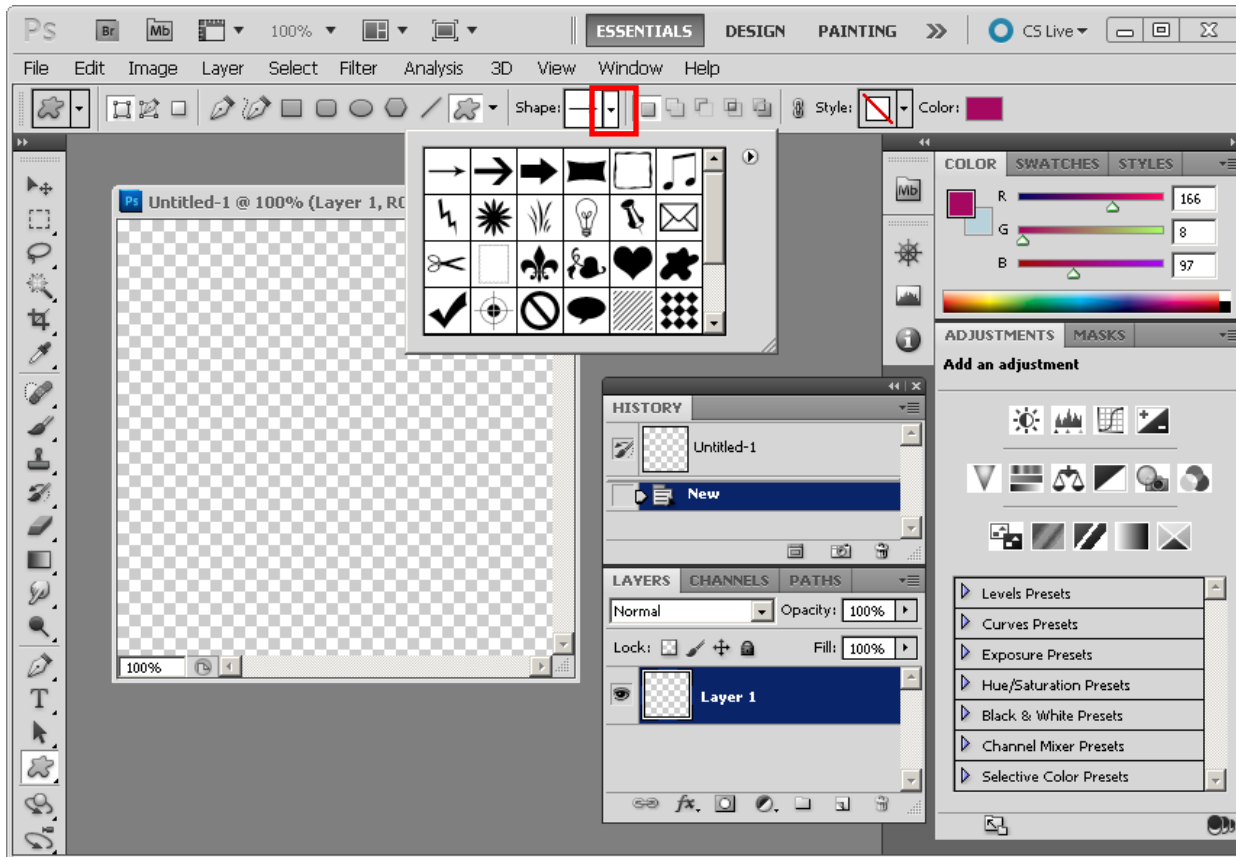 Ps Br Mb 100% ESSENTIALS DESIGN PAINTING CS Live
File Edit Image Layer Select Filter Analysis 3D View Window Help
Shape: Style: Color:
COLOR SWATCHES STYLES
Mb
R 166
G 8
B 97
Ps Untitled-1 @ 100% (Layer 1, R
ADJUSTMENTS MASKS
Add an adjustment
HISTORY
Untitled-1
New
LAYERS CHANNELS PATHS
Normal Opacity: 100%
Lock: Fill: 100%
Layer 1
100%
T
fx.
Levels Presets
Curves Presets
Exposure Presets
Hue/Saturation Presets
Black & White Presets
Channel Mixer Presets
Selective Color Presets